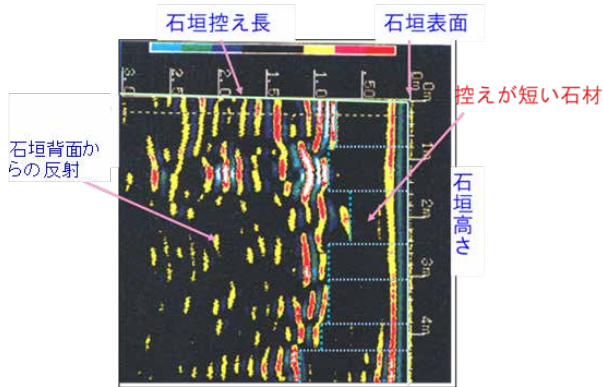 石垣控え長
石垣表面
3.0
2.5
2.0
1.5
1.0
.50
0m
0m
控えが短い石材
石垣背面か
らの反射
1m
石垣高さ
2m
3m
4m